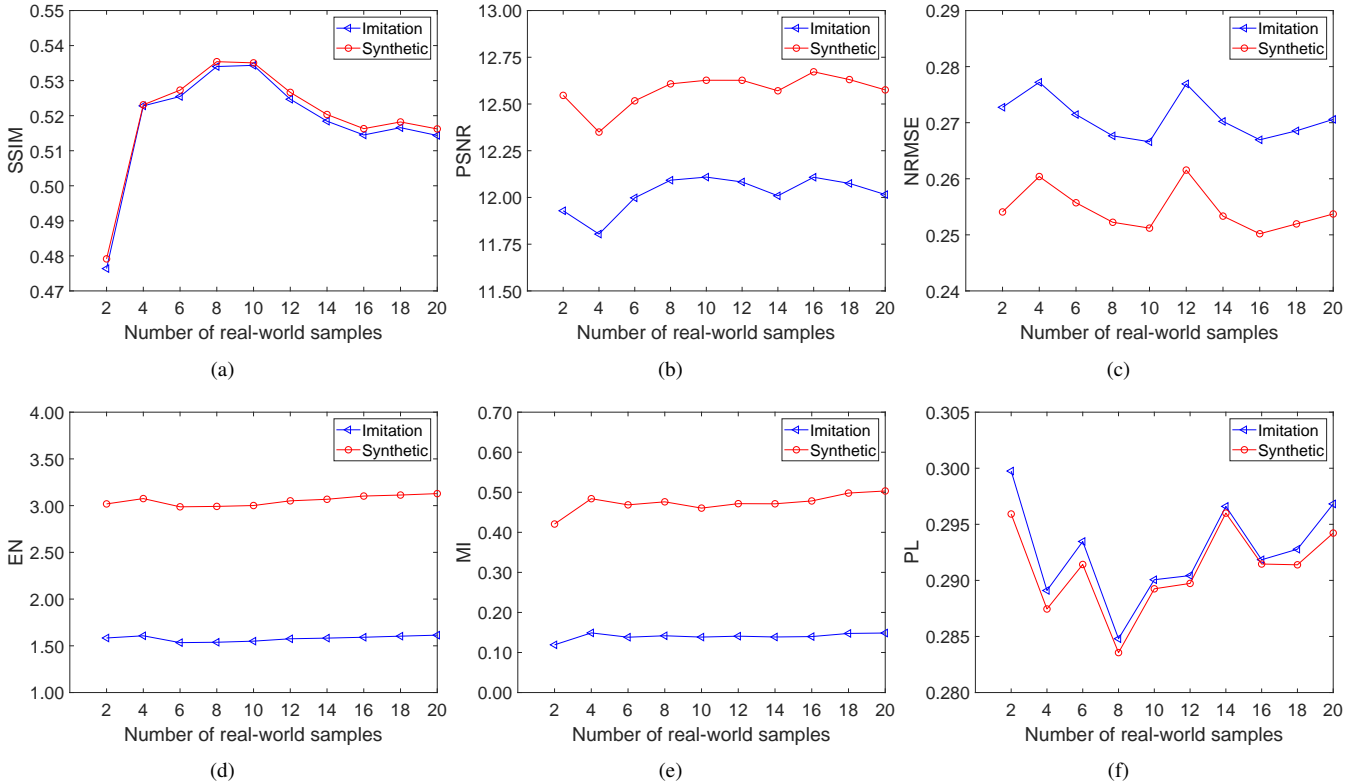 0.55
0.54
0.53
0.52
0.51
0.50
0.49
0.48
0.47
SSIM
Imitation
Synthetic
2 4 6 8 10 12 14 16 18 20
Number of real-world samples
(a)
13.00
12.75
12.50
12.25
12.00
11.75
11.50
PSNR
Imitation
Synthetic
2 4 6 8 10 12 14 16 18 20
Number of real-world samples
(b)
0.29
0.28
0.27
0.26
0.25
0.24
NRMSE
Imitation
Synthetic
2 4 6 8 10 12 14 16 18 20
Number of real-world samples
(c)
4.00
3.50
3.00
2.50
2.00
1.50
1.00
EN
Imitation
Synthetic
2 4 6 8 10 12 14 16 18 20
Number of real-world samples
(d)
0.70
0.60
0.50
0.40
0.30
0.20
0.10
0.00
MI
Imitation
Synthetic
2 4 6 8 10 12 14 16 18 20
Number of real-world samples
(e)
0.305
0.300
0.295
0.290
0.285
0.280
PL
Imitation
Synthetic
2 4 6 8 10 12 14 16 18 20
Number of real-world samples
(f)